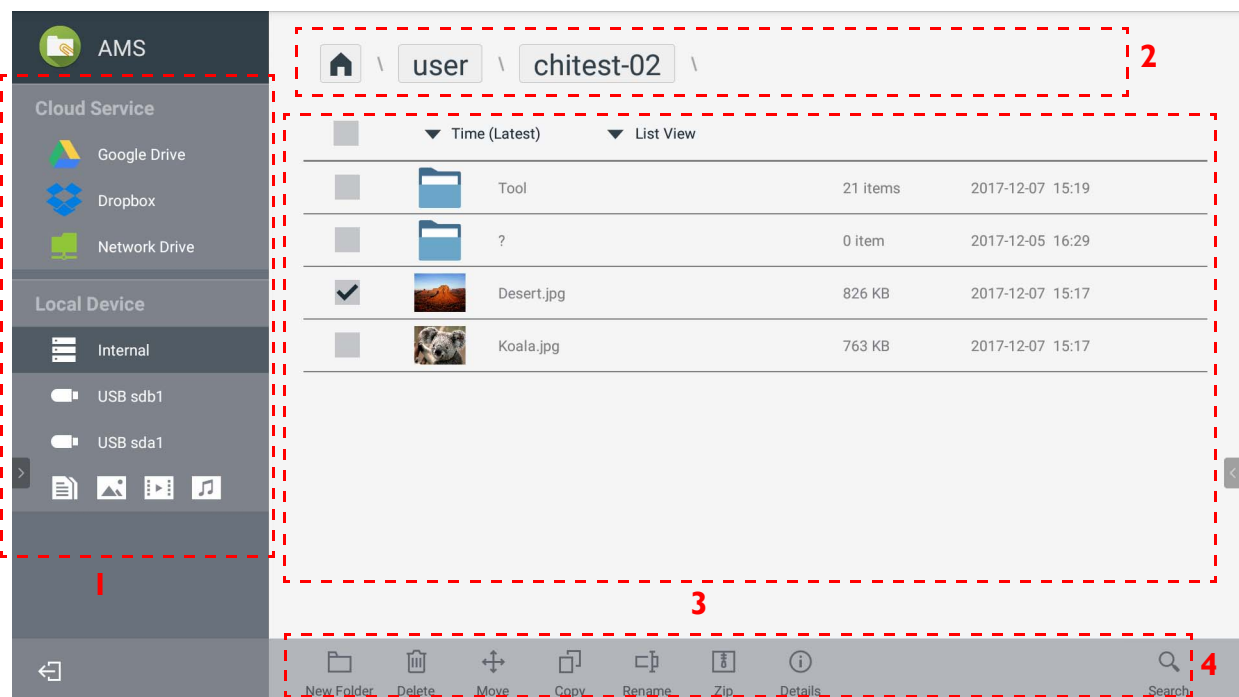 AMS
Cloud Service
Google Drive
Dropbox
Network Drive
Local Device
Internal
USB sdb1
USB sda1
1
\ user \ chitest-02 \
2
Time (Latest) List View
Tool 21 items 2017-12-07 15:19
? 0 item 2017-12-05 16:29
Desert.jpg 826 KB 2017-12-07 15:17
Koala.jpg 763 KB 2017-12-07 15:17
3
New Folder Delete Move Copy Rename Zip Details Search
4